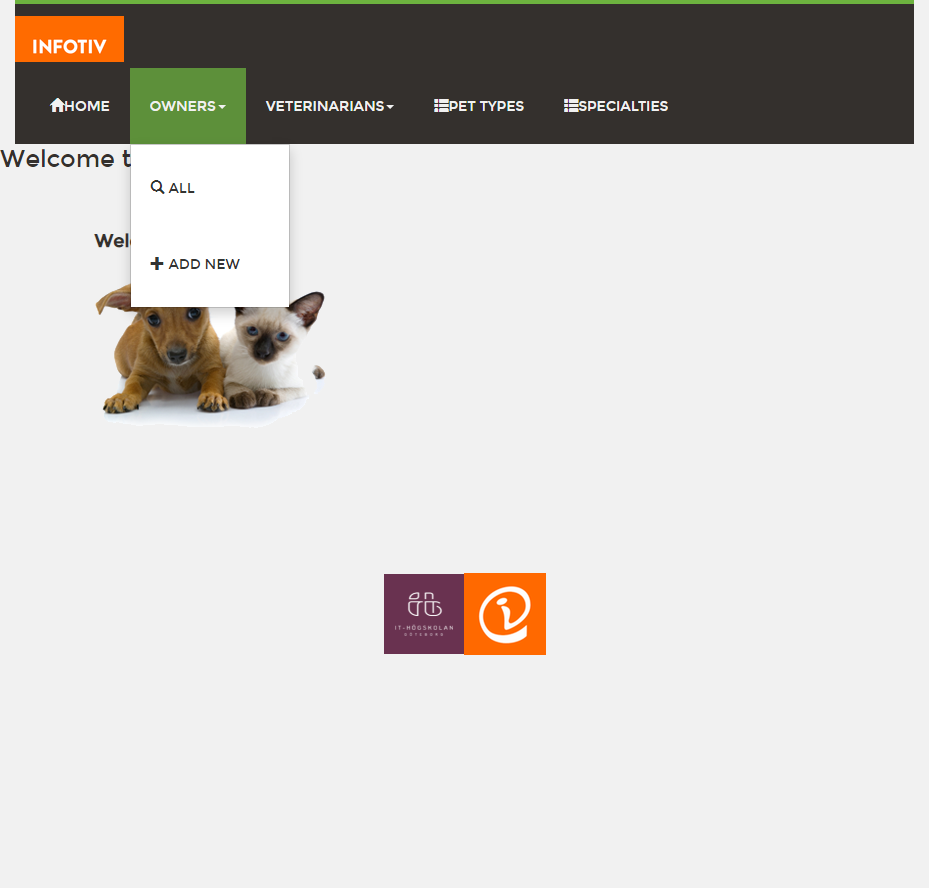 INFOTIV
HOME OWNERS VETERINARIANS PET TYPES SPECIALTIES
Welcome t
ALL
Welc
ADD NEW
IT-HÖGSKOLAN
GÖTEBORG